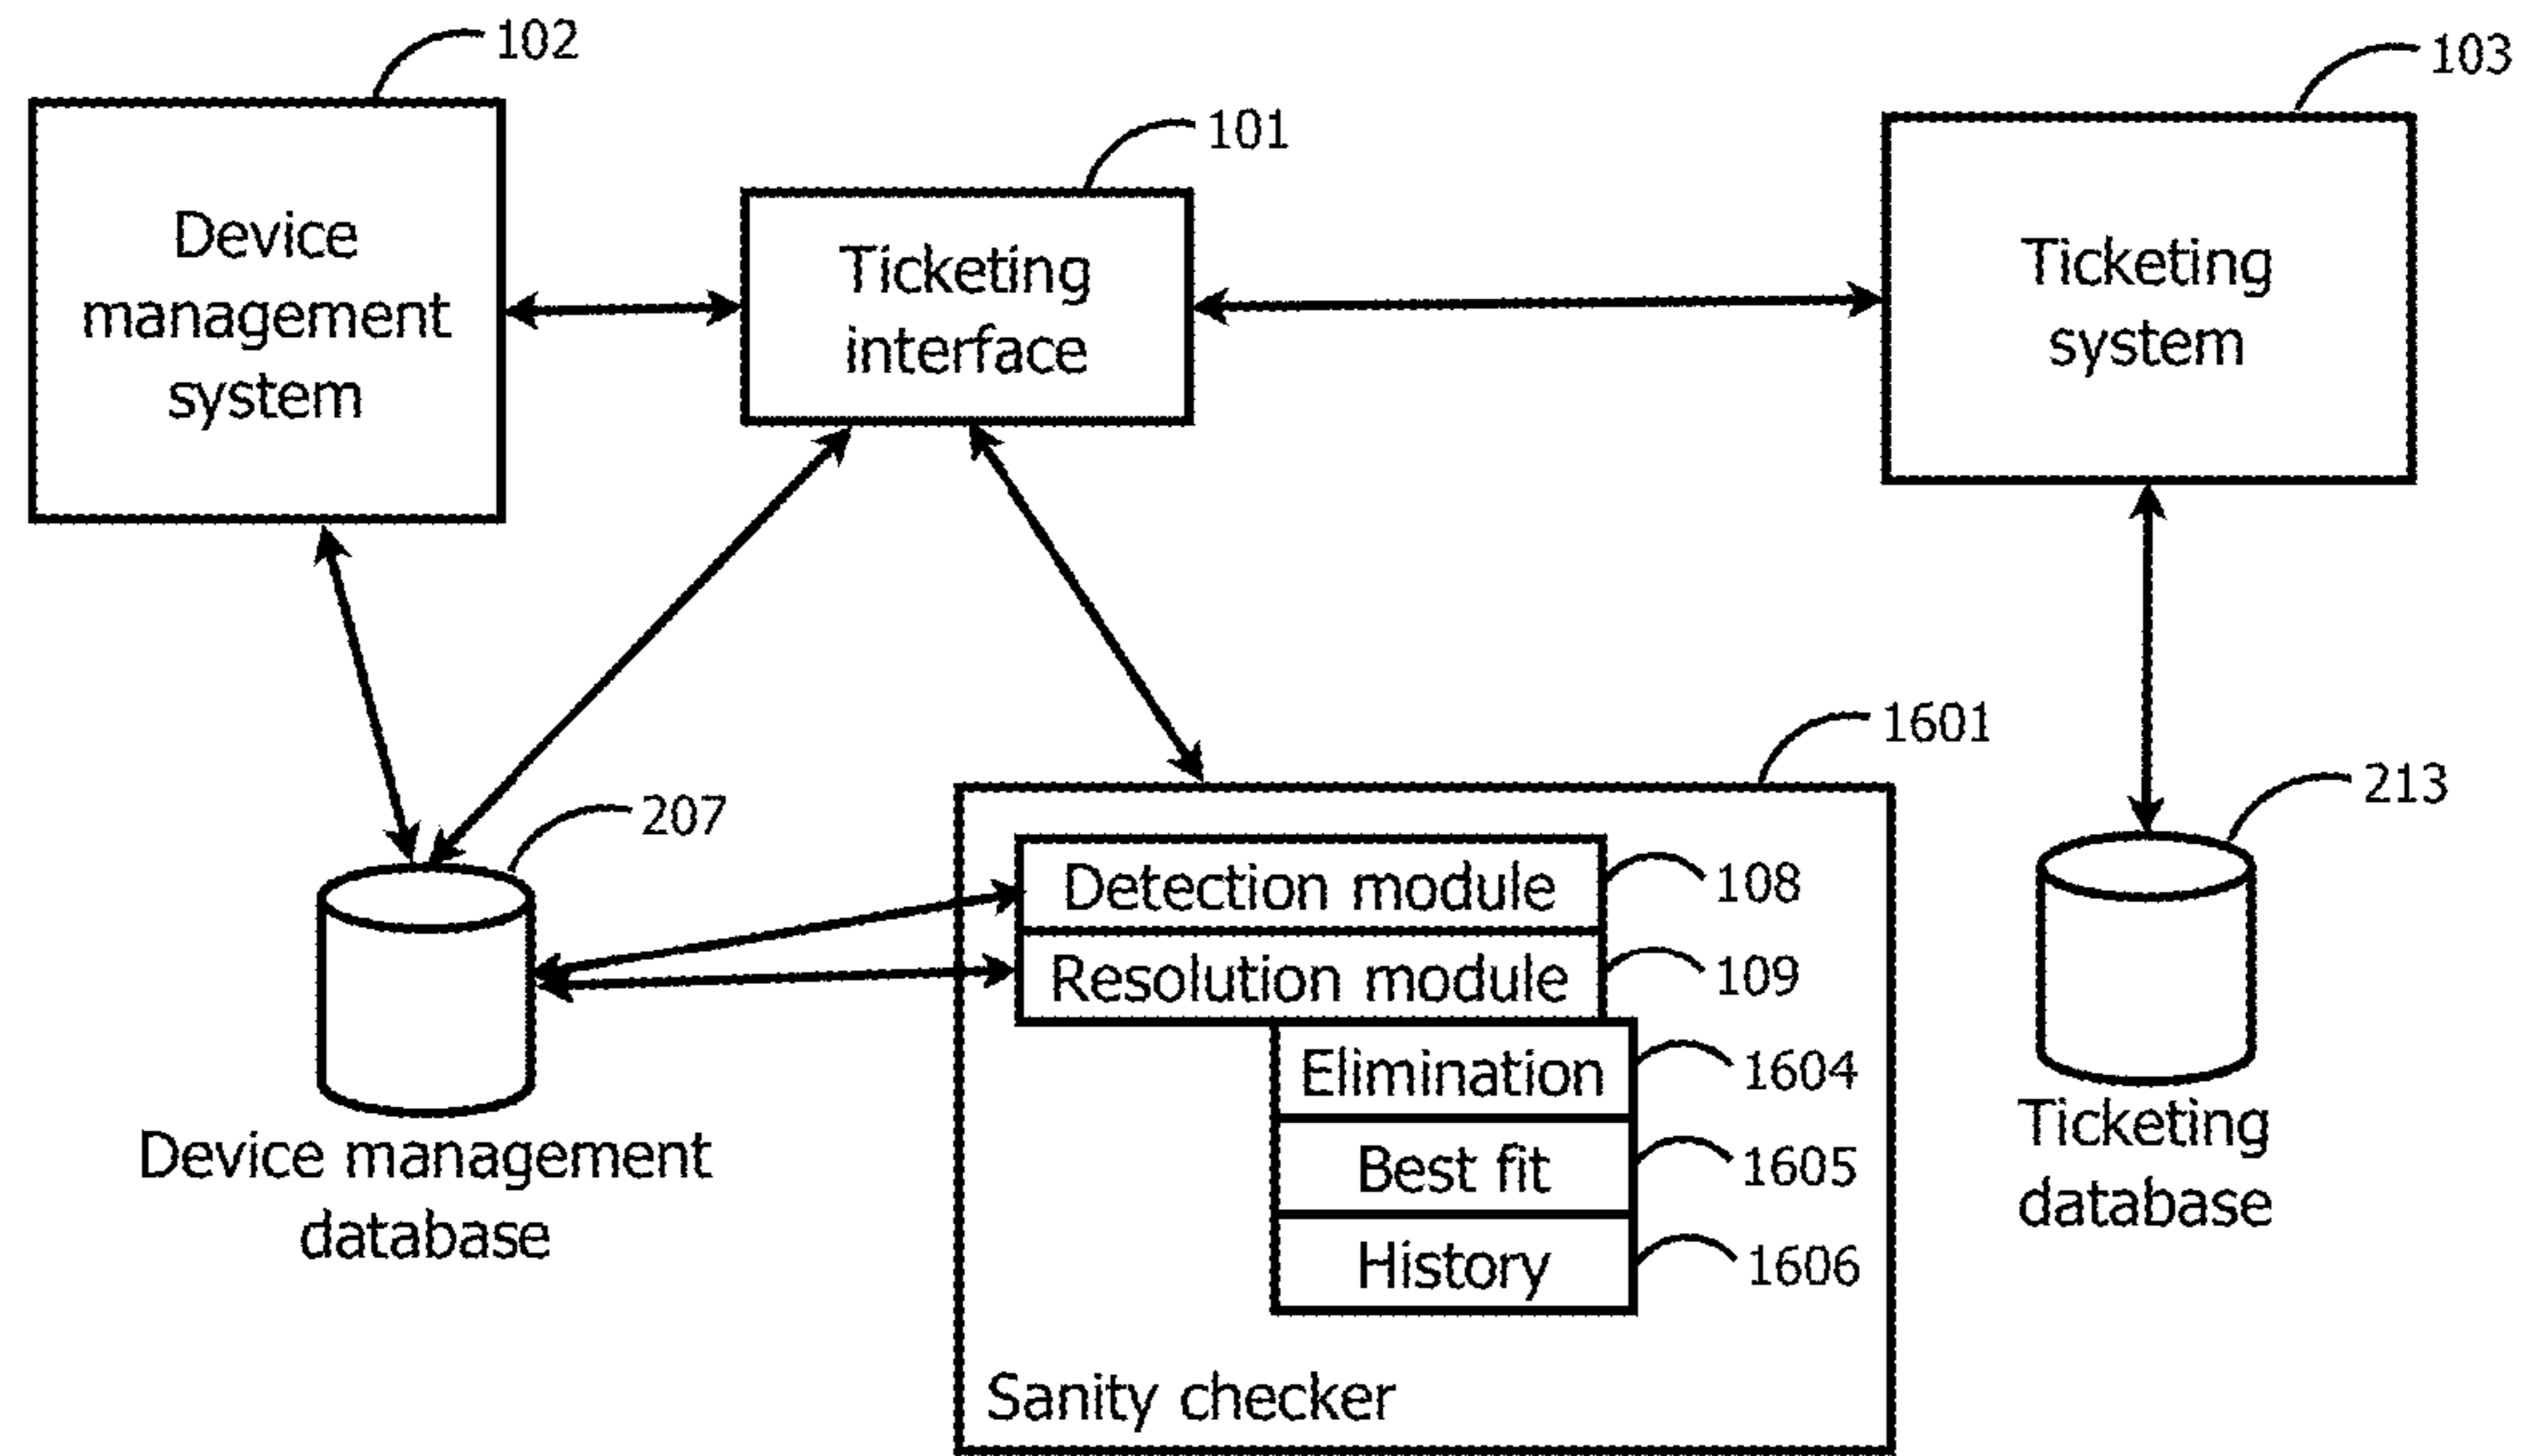 102
103
101
Device
management
system
Ticketing
interface
Ticketing
system
1601
213
207
Detection module
108
Resolution module
109
Elimination
1604
Best fit
1605
History
1606
Device management
database
Ticketing
database
Sanity checker